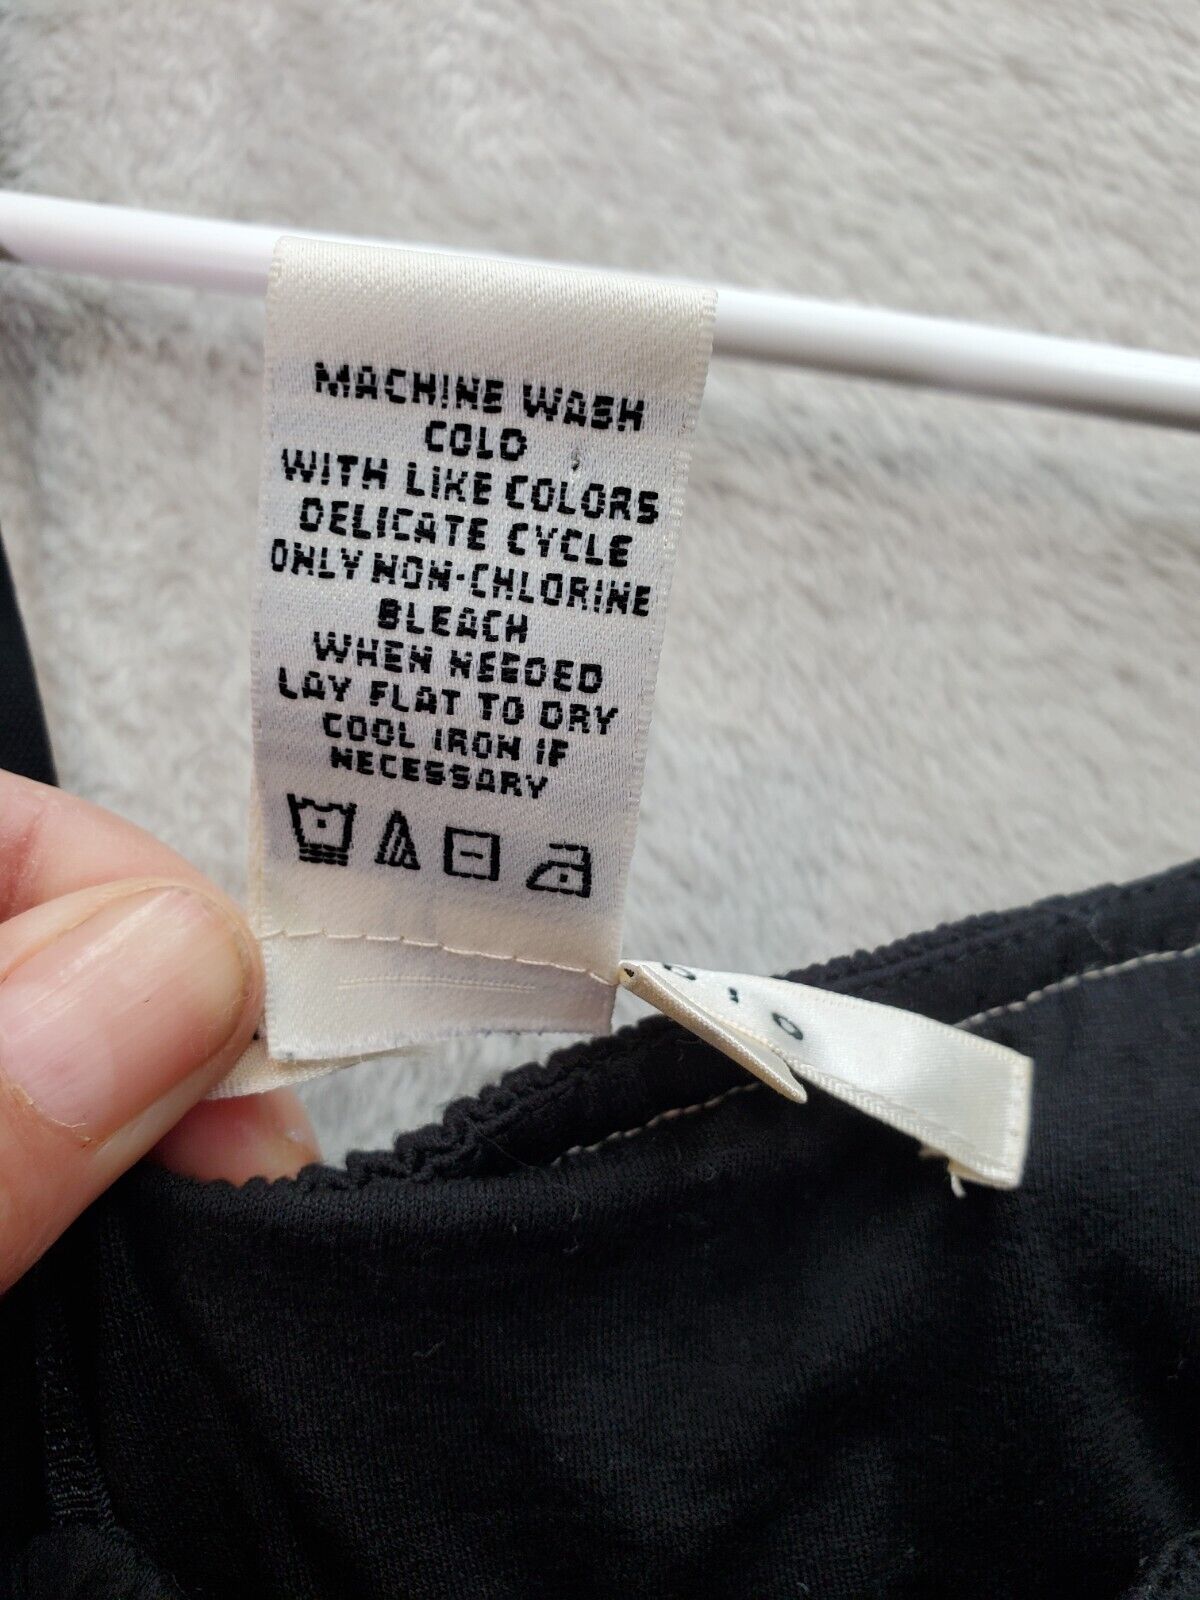 MACHINE WASH
COLD
WITH LIKE COLORS
DELICATE CYCLE
ONLY NON-CHLORINE
BLEACH
WHEN NEEDED
LAY FLAT TO DRY
COOL IRON IF
NECESSARY